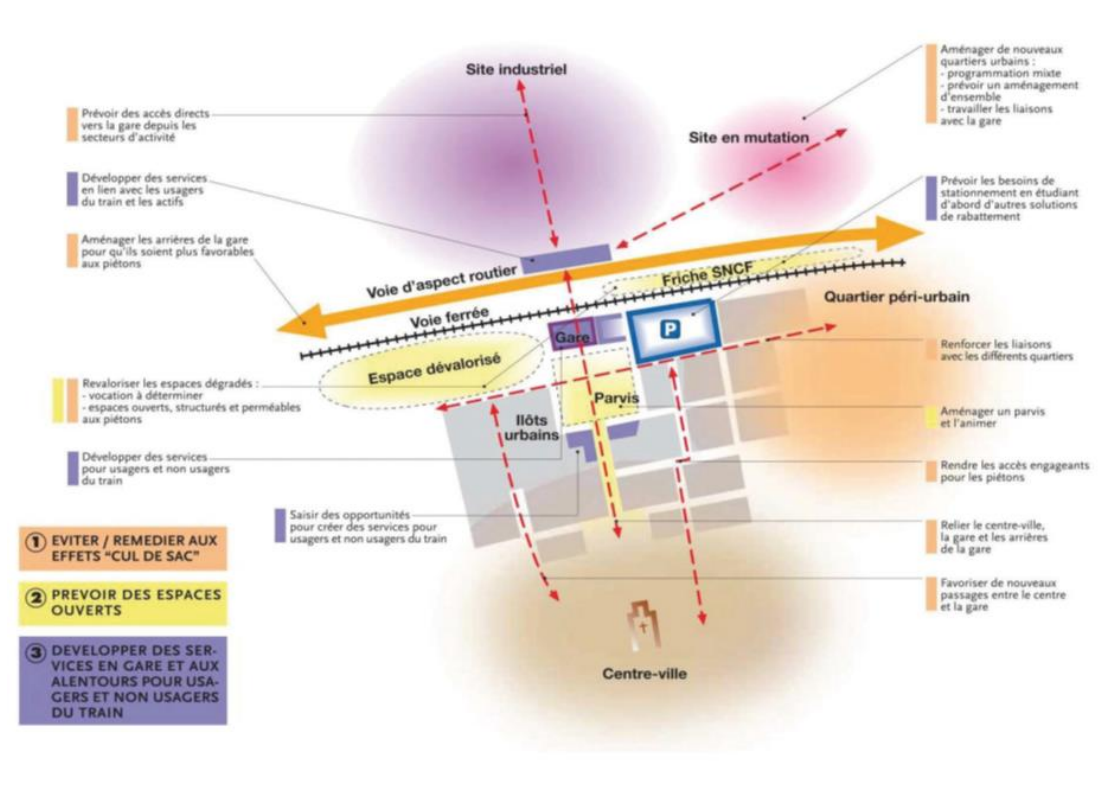 Site industriel
Site en mutation
Prévoir des accès directs
vers la gare depuis les
secteurs d'activité
Développer des services
en lien avec les usagers
du train et les actifs
Aménager les arrières de la gare
pour qu'ils soient plus favorables
aux piétons
Aménager de nouveaux
quartiers urbains :
- programmation mixte
- prévoir un aménagement
d'ensemble
- travailler les liaisons
avec la gare
Prévoir les besoins de
stationnement en étudiant
d'abord d'autres solutions
de rabattement
Voie d'aspect routier
Friche SNCF
Voie ferrée
Quartier péri-urbain
Gare
P
Espace dévalorisé
Parvis
Ilôts
urbains
Revaloriser les espaces dégradés :
- vocation à déterminer
- espaces ouverts, structurés et perméables
aux piétons
Développer des services
pour usagers et non usagers
du train
Saisir des opportunités
pour créer des services pour
usagers et non usagers du train
Renforcer les liaisons
avec les différents quartiers
Aménager un parvis
et l'animer
Rendre les accès engageants
pour les piétons
Relier le centre-ville,
la gare et les arrières
de la gare
Favoriser de nouveaux
passages entre le centre
et la gare
Centre-ville
1 EVITER / REMEDIER AUX
EFFETS "CUL DE SAC"
2 PREVOIR DES ESPACES
OUVERTS
3 DEVELOPPER DES SER-
VICES EN GARE ET AUX
ALENTOURS POUR USA-
GERS ET NON USAGERS
DU TRAIN